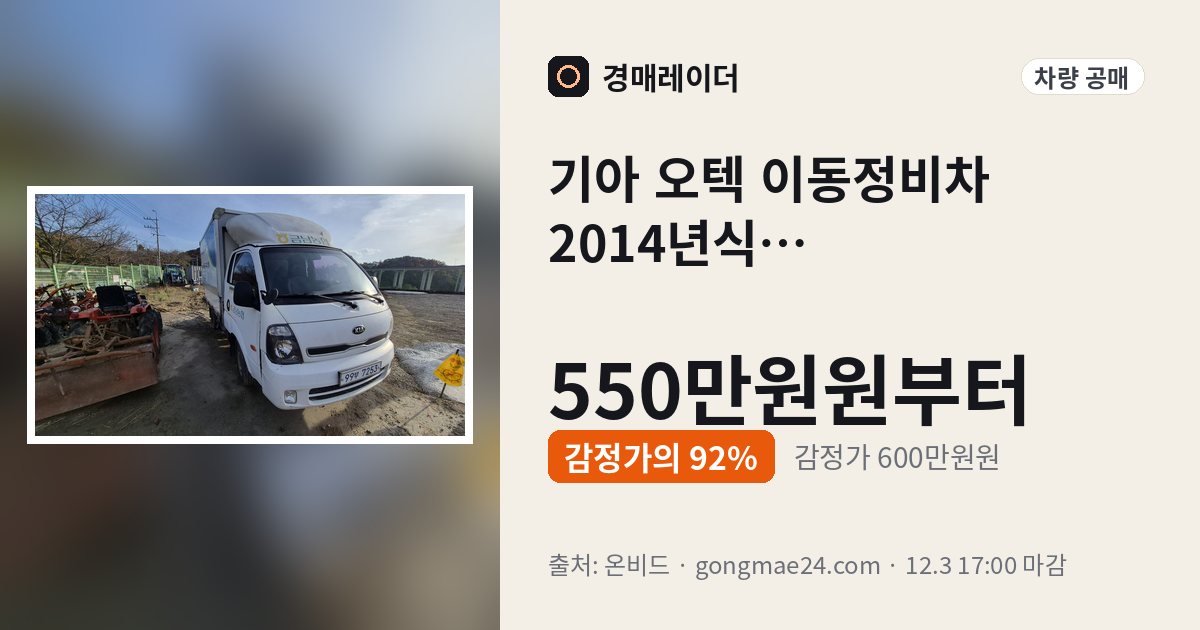 경매레이더
차량 공매
기아 오텍 이동정비차
2014년식…
550만원원부터
감정가의 92%
감정가 600만원원
출처: 온비드 · gongmae24.com · 12.3 17:00 마감
KIA